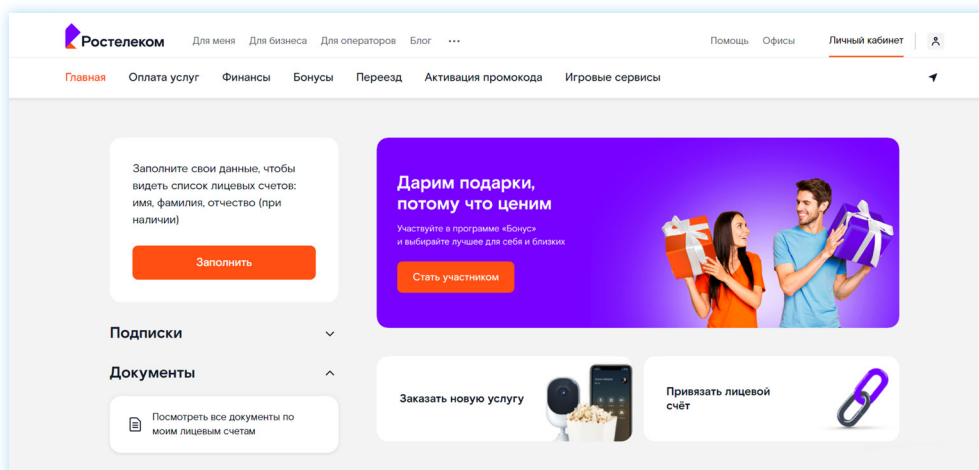 Ростелеком
Для меня Для бизнеса Для операторов Блог ...
Помощь Офисы Личный кабинет
Главная Оплата услуг Финансы Бонусы Переезд Активация промокода Игровые сервисы
Заполните свои данные, чтобы
видеть список лицевых счетов:
имя, фамилия, отчество (при
наличии)
Заполнить
Подписки
Документы
Посмотреть все документы по
моим лицевым счетам
Дарим подарки,
потому что ценим
Участвуйте в программе «Бонус»
и выбирайте лучшее для себя и близких
Стать участником
Заказать новую услугу
Привязать лицевой
счёт